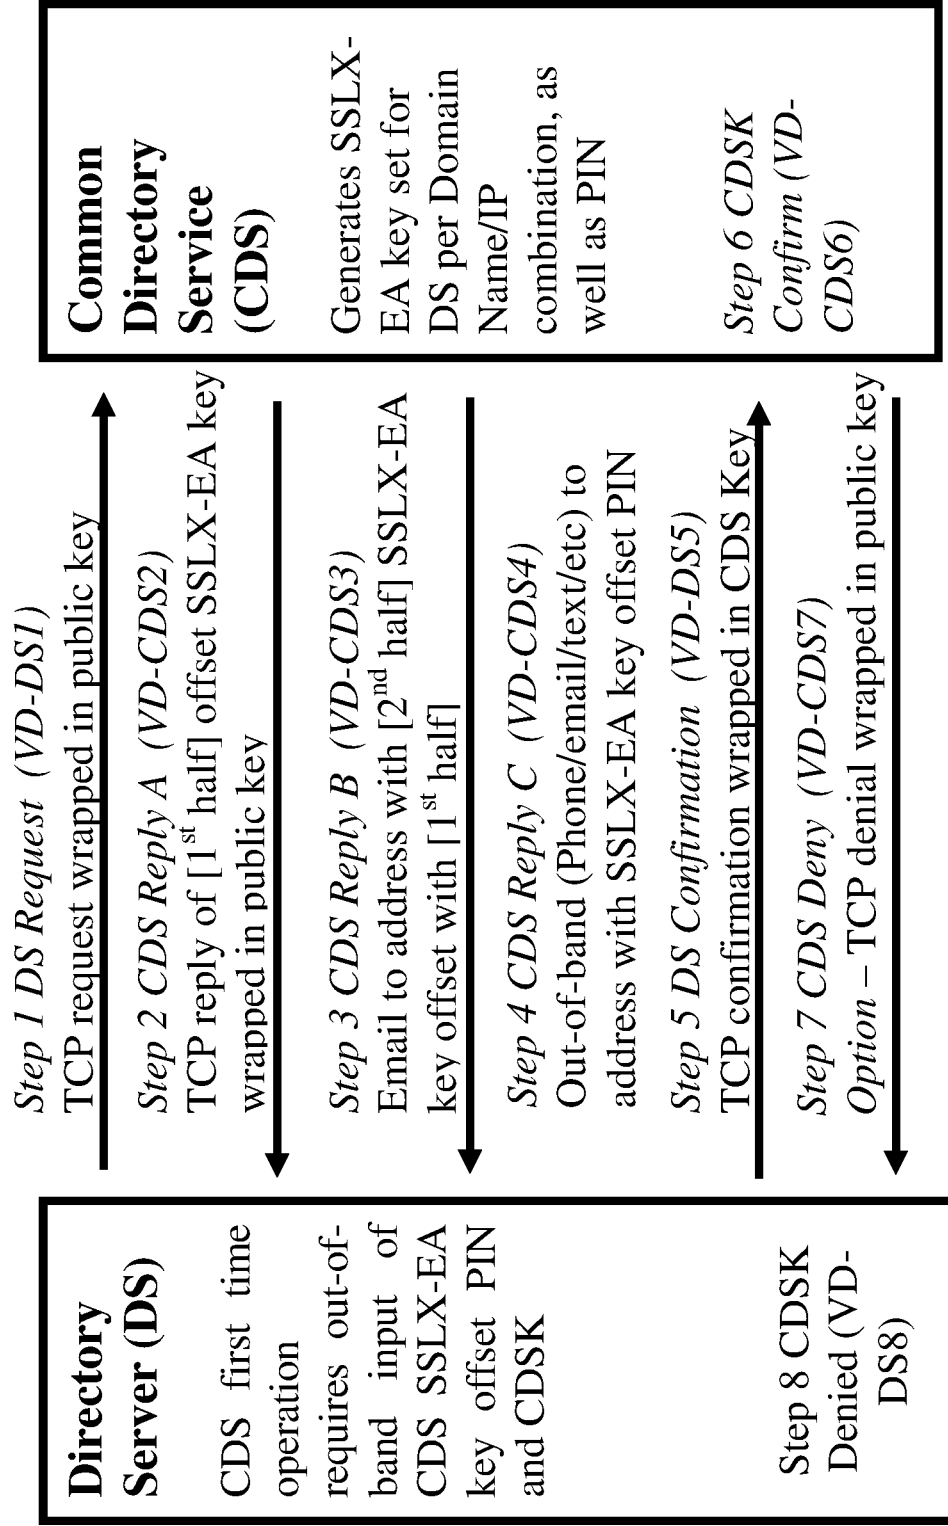 Directory
Server (DS)
CDS first time
operation
requires out-of-
band input of
CDS SSLX-EA
key offset PIN
and CDSK
Step 8 CDSK
Denied (VD-
DS8)
Step 1 DS Request (VD-DS1)
TCP request wrapped in public key
Step 2 CDS Reply A (VD-CDS2)
TCP reply of [1st half] offset SSLX-EA key
wrapped in public key
Step 3 CDS Reply B (VD-CDS3)
Email to address with [2nd half] SSLX-EA
key offset with [1st half]
Step 4 CDS Reply C (VD-CDS4)
Out-of-band (Phone/email/text/etc) to
address with SSLX-EA key offset PIN
Step 5 DS Confirmation (VD-DS5)
TCP confirmation wrapped in CDS Key
Step 7 CDS Deny (VD-CDS7)
Option – TCP denial wrapped in public key
Common
Directory
Service
(CDS)
Generates SSLX-
EA key set for
DS per Domain
Name/IP
combination, as
well as PIN
Step 6 CDSK
Confirm (VD-
CDS6)